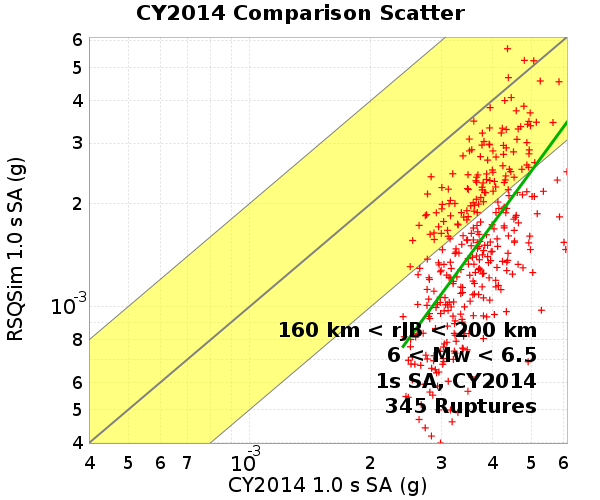 CY2014 Comparison Scatter
RSQSim 1.0 s SA (g)
6
5
4
3
2
10-3
8
6
5
4
160 km < rJB < 200 km
6 < Mw < 6.5
1s SA, CY2014
345 Ruptures
4 5 6 7 10-3 2 3 4 5 6
CY2014 1.0 s SA (g)